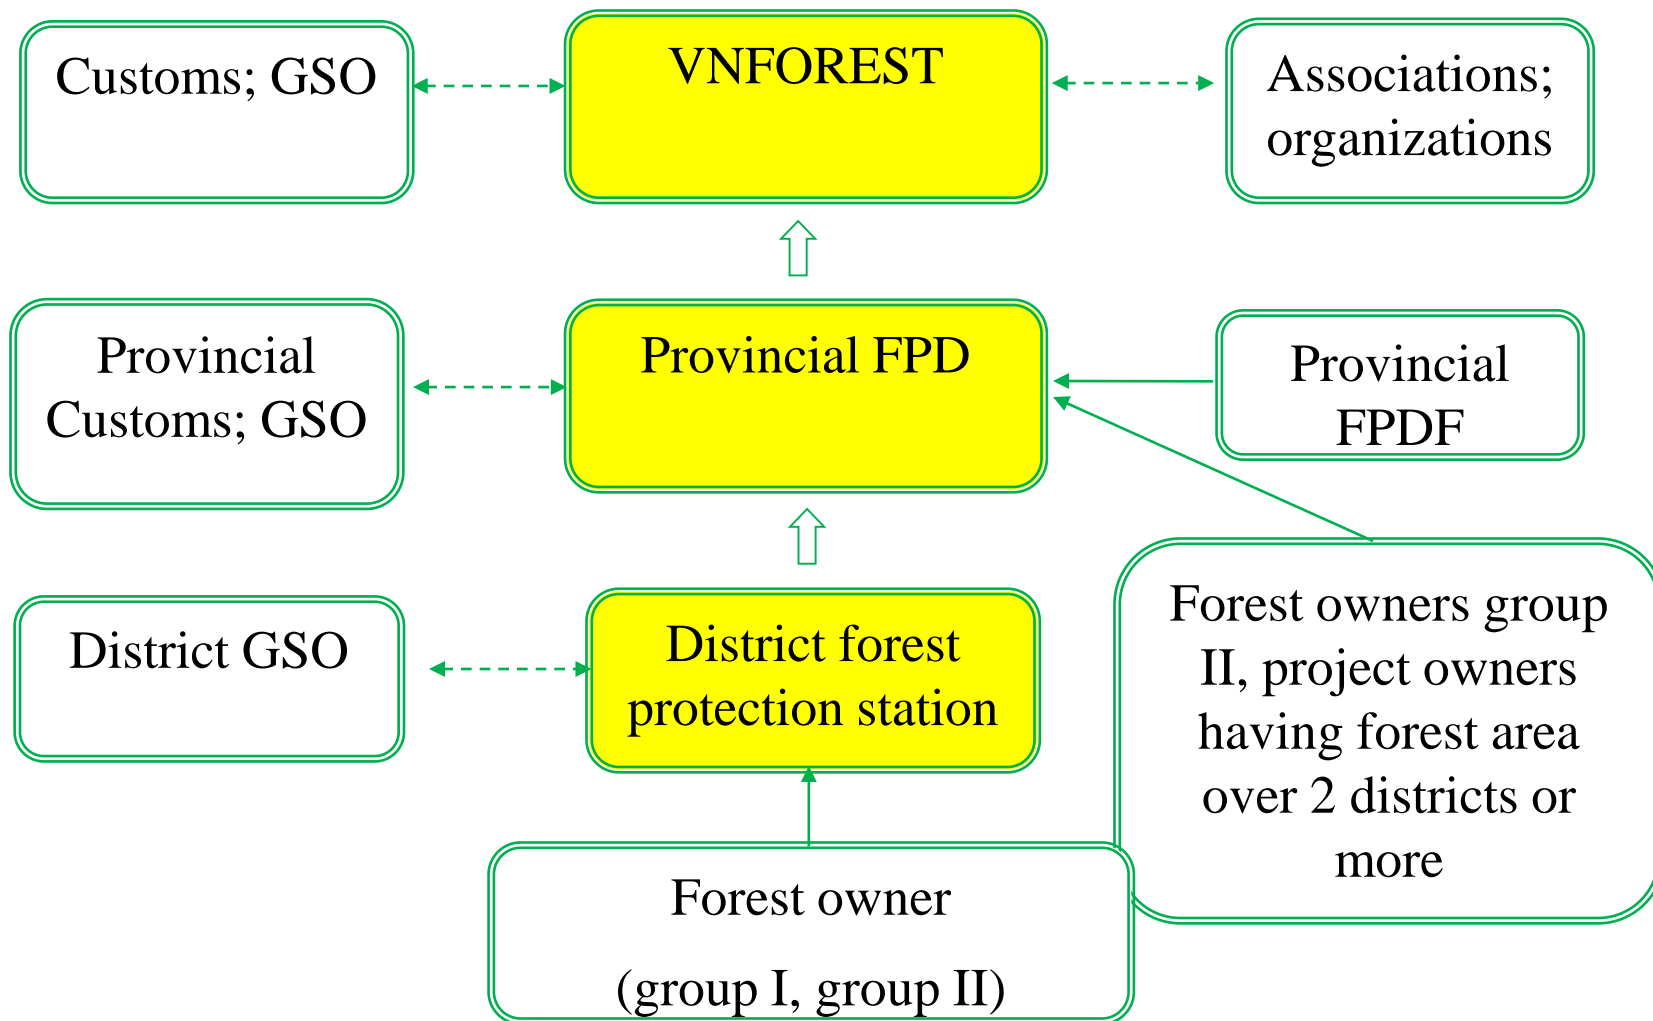 Customs; GSO
VNFOREST
Associations;
organizations
Provincial
Customs; GSO
Provincial FPD
Provincial
FPDF
District GSO
District forest
protection station
Forest owners group
II, project owners
having forest area
over 2 districts or
more
Forest owner
(group I, group II)